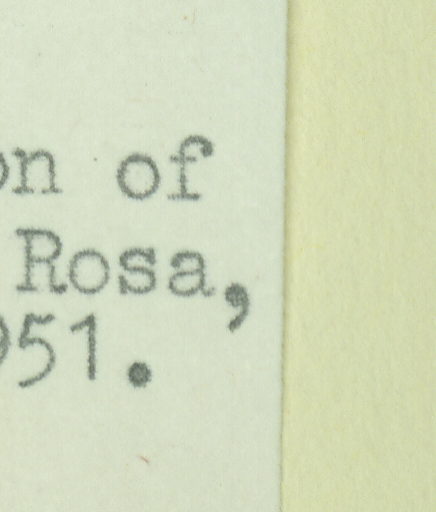 on of
Rosa,
951.